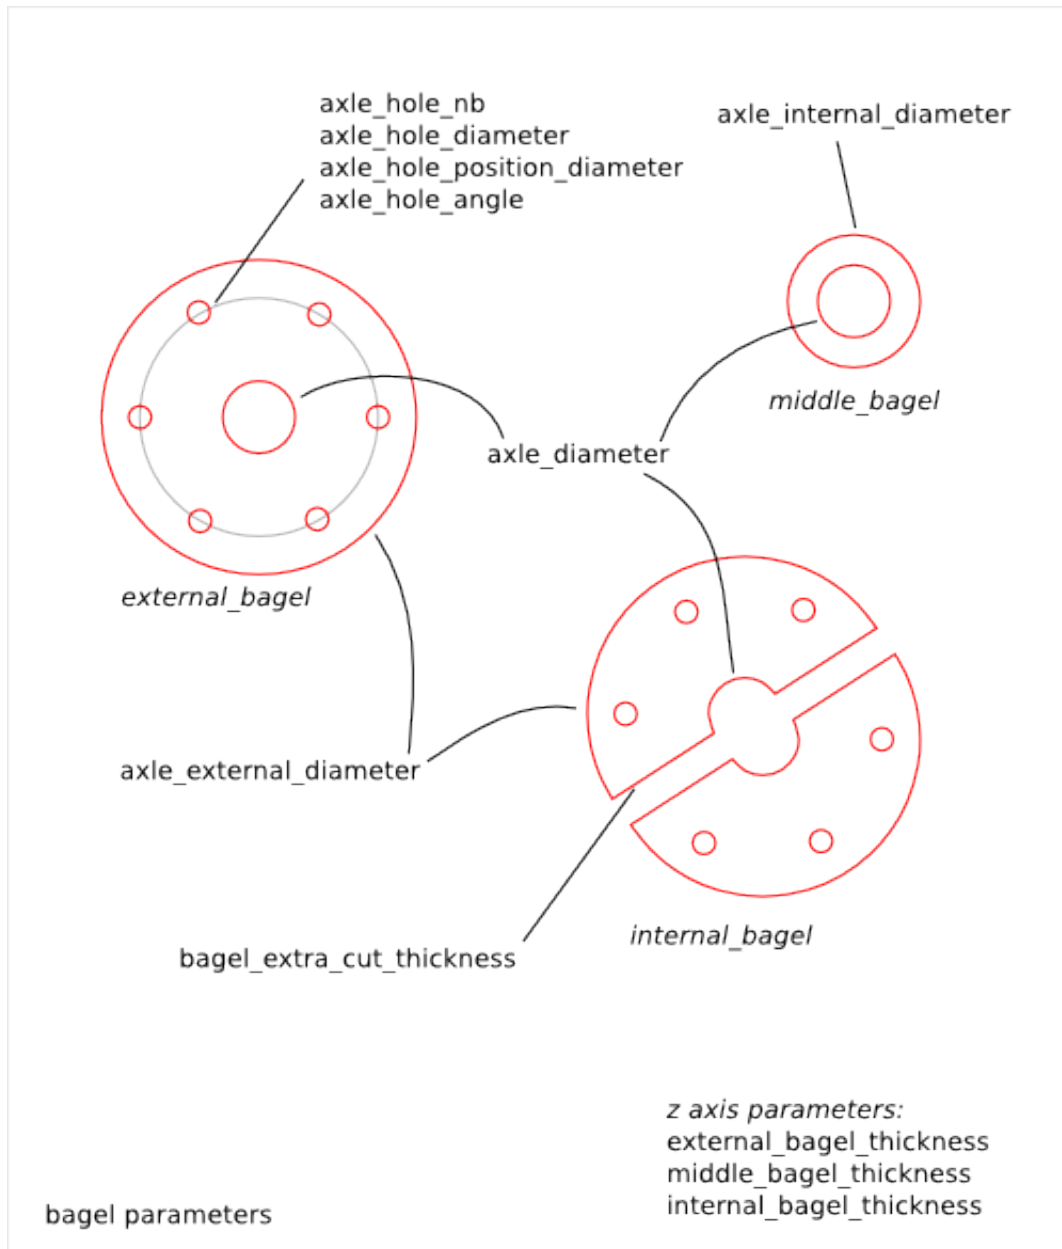 axle_hole_nb
axle_hole_diameter
axle_hole_position_diameter
axle_hole_angle
axle_internal_diameter
middle_bagel
axle_diameter
external_bagel
axle_external_diameter
internal_bagel
bagel_extra_cut_thickness
z axis parameters:
external_bagel_thickness
middle_bagel_thickness
internal_bagel_thickness
bagel parameters